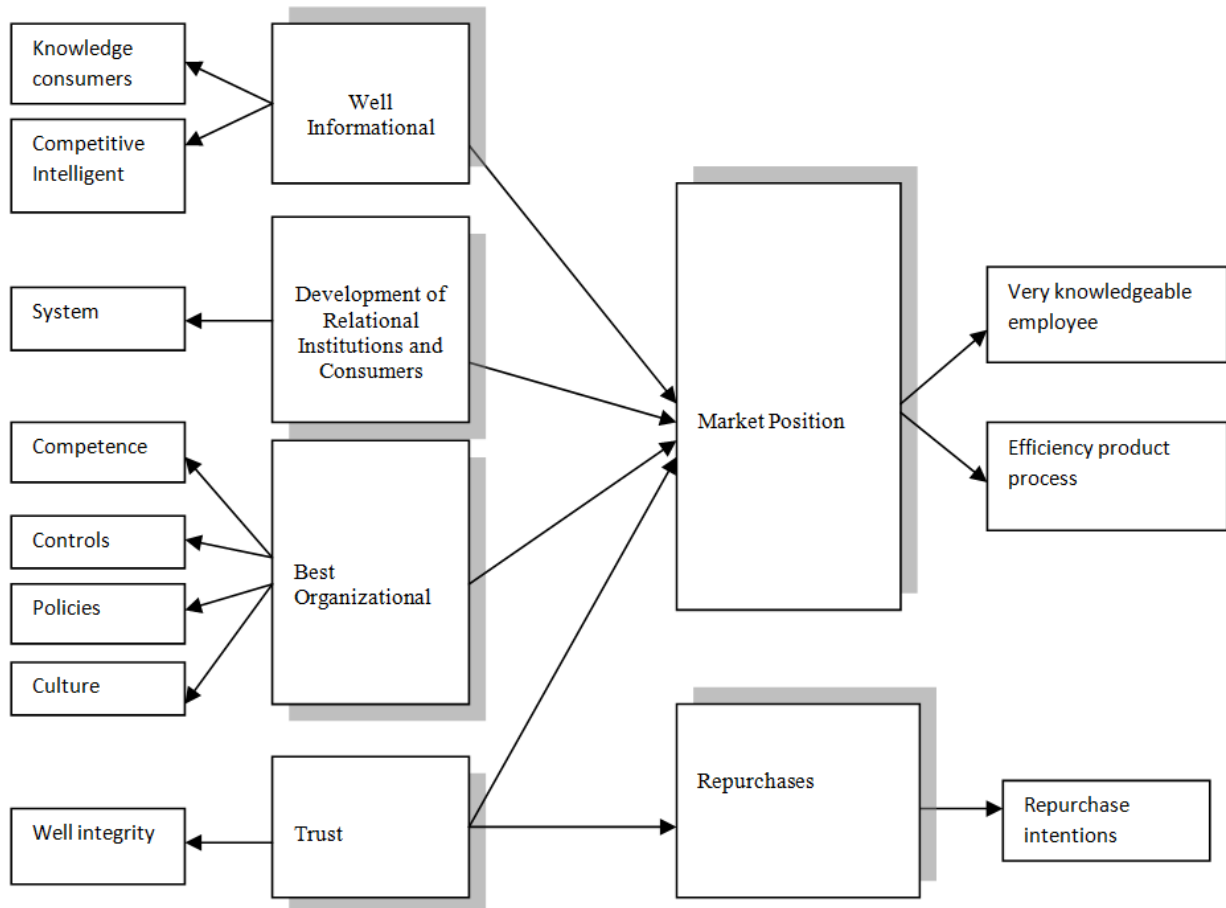 Knowledge
consumers
Competitive
Intelligent
System
Competence
Controls
Policies
Culture
Well integrity
Well
Informational
Development of
Relational
Institutions and
Consumers
Best
Organizational
Trust
Market Position
Repurchases
Very knowledgeable
employee
Efficiency product
process
Repurchase
intentions